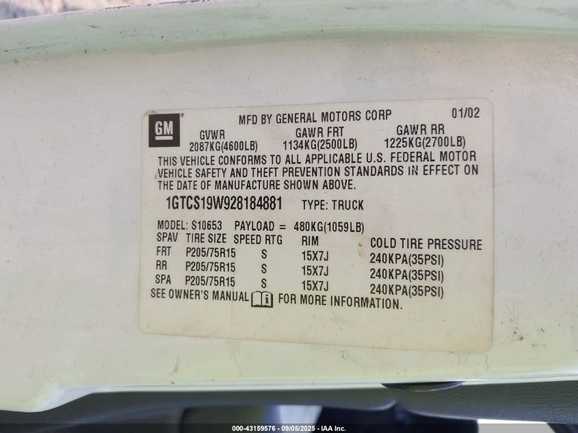 MFD BY GENERAL MOTORS CORP 01/02
GM
GVWR GAWR FRT GAWR RR
2087KG(4600LB) 1134KG(2500LB) 1225KG(2700LB)
THIS VEHICLE CONFORMS TO ALL APPLICABLE U.S. FEDERAL MOTOR
VEHICLE SAFETY AND THEFT PREVENTION STANDARDS IN EFFECT ON
THE DATE OF MANUFACTURE SHOWN ABOVE.
1GTCS19W928184881 TYPE: TRUCK
MODEL: S10653 PAYLOAD = 480KG(1059LB)
SPAV TIRE SIZE SPEED RTG RIM COLD TIRE PRESSURE
FRT P205/75R15 S 15X7J 240KPA(35PSI)
RR P205/75R15 S 15X7J 240KPA(35PSI)
SPA P205/75R15 S 15X7J 240KPA(35PSI)
SEE OWNER'S MANUAL FOR MORE INFORMATION.
000-43159576 - 09/05/2025 - IAA Inc.